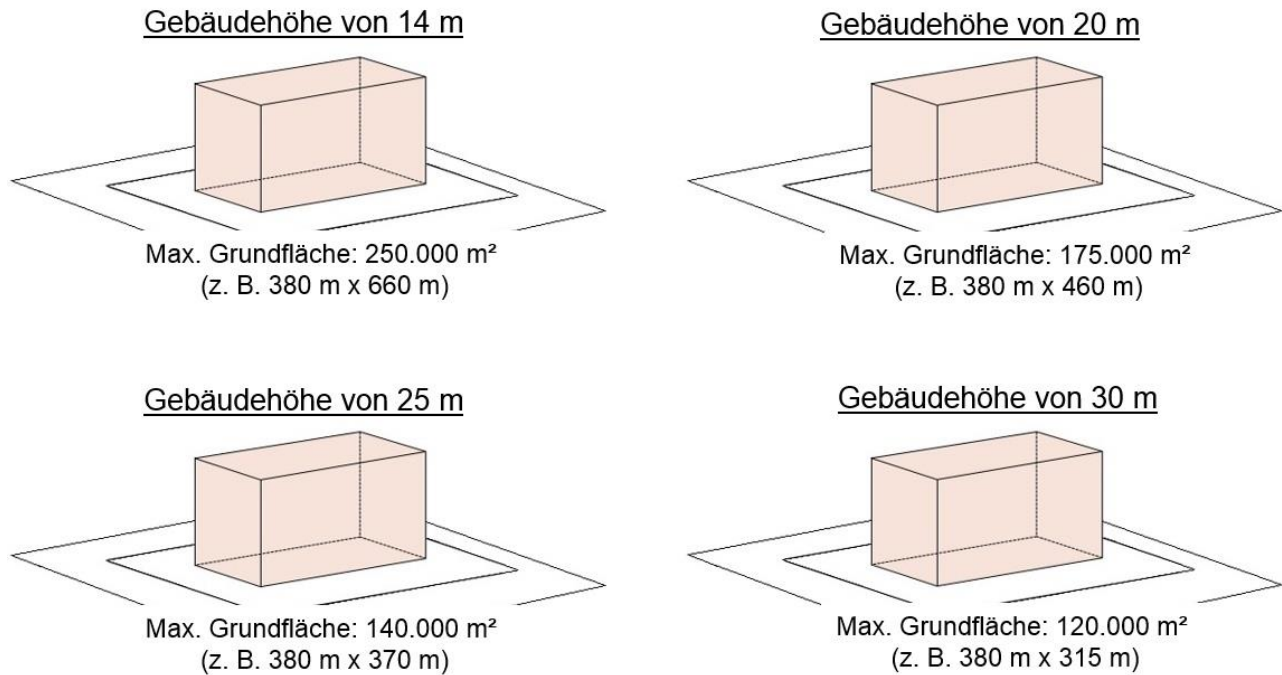 Gebäudehöhe von 14 m
Max. Grundfläche: 250.000 m²
(z. B. 380 m x 660 m)
Gebäudehöhe von 20 m
Max. Grundfläche: 175.000 m²
(z. B. 380 m x 460 m)
Gebäudehöhe von 25 m
Max. Grundfläche: 140.000 m²
(z. B. 380 m x 370 m)
Gebäudehöhe von 30 m
Max. Grundfläche: 120.000 m²
(z. B. 380 m x 315 m)